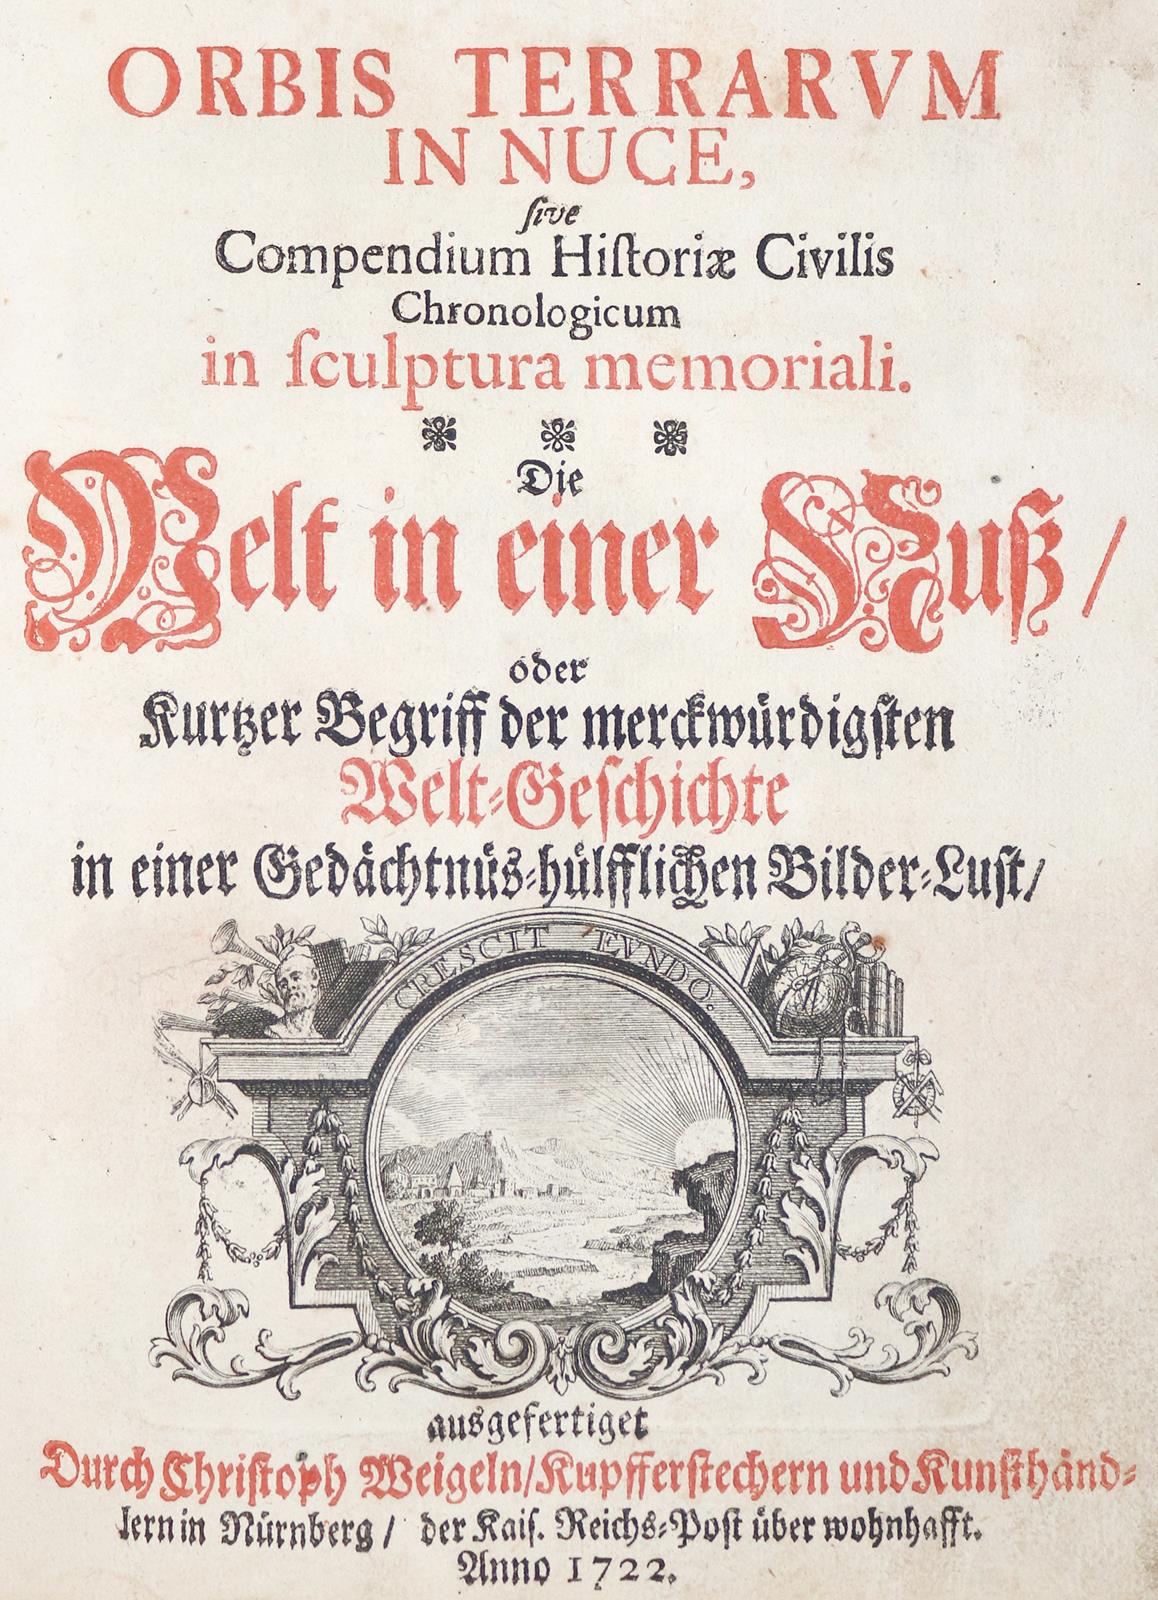 ORBIS TERRARVM
IN NUCE,
ſive
Compendium Hiſtoriæ Civilis
Chronologicum
in ſculptura memoriali.
Die
Welt in einer Nuß/
oder
Kurtzer Begriff der merckwürdigſten
Welt-Geſchichte
in einer Gedächtnüs-hülfflichen Bilder-Luſt/
CRESCIT EVNDO.
ausgefertiget
Durch Chriſtoph Weigeln/Kupfferſtechern und Kunſthänd-
lern in Nürnberg/ der Kaiſ. Reichs-Poſt über wohnhafft.
Anno 1722.